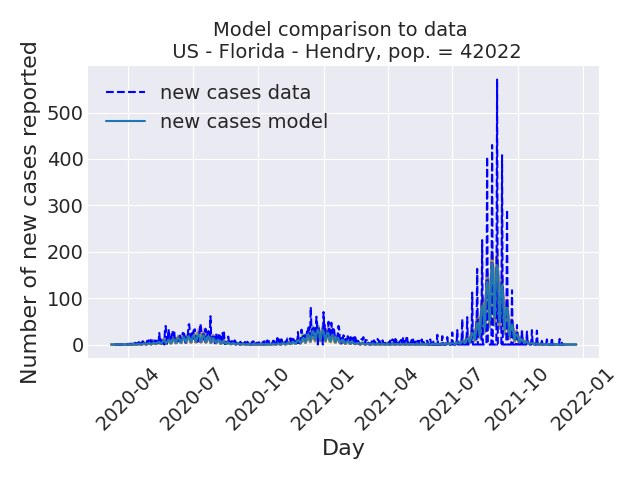 Model comparison to data
US - Florida - Hendry, pop. = 42022
new cases data
new cases model
Number of new cases reported
500
400
300
200
100
0
2020-04
2020-07
2020-10
2021-01
2021-04
2021-07
2021-10
2022-01
Day